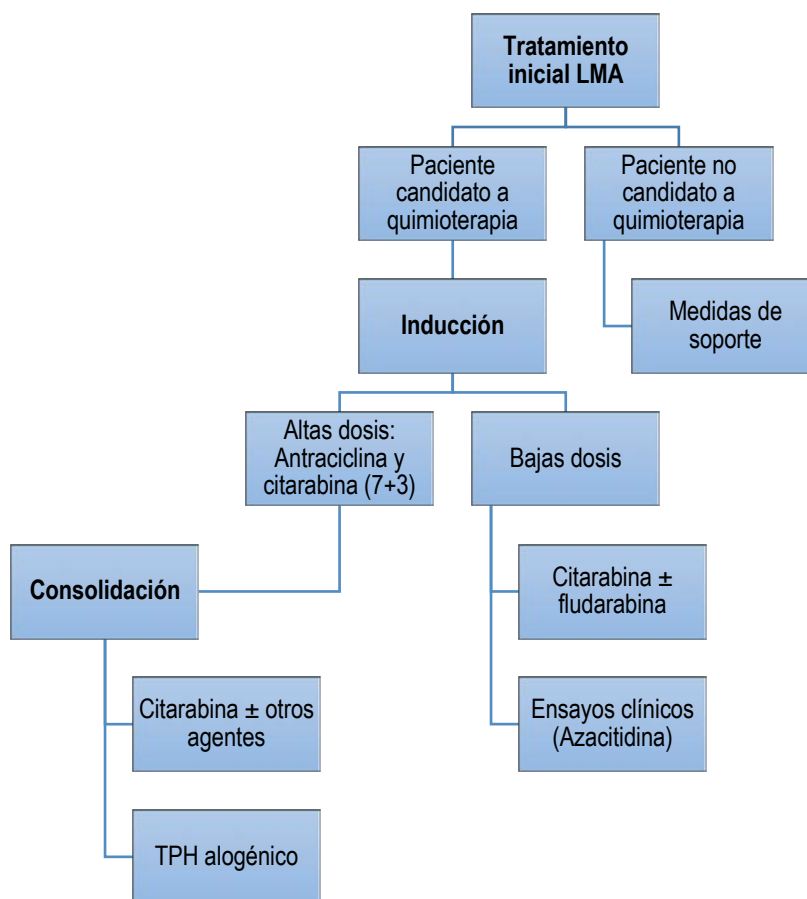 Tratamiento
inicial LMA
Paciente
candidato a
quimioterapia
Paciente no
candidato a
quimioterapia
Inducción
Medidas de
soporte
Altas dosis:
Antraciclina y
citarabina (7+3)
Bajas dosis
Consolidación
Citarabina ±
fludarabina
Citarabina ± otros
agentes
Ensayos clínicos
(Azacitidina)
TPH alogénico